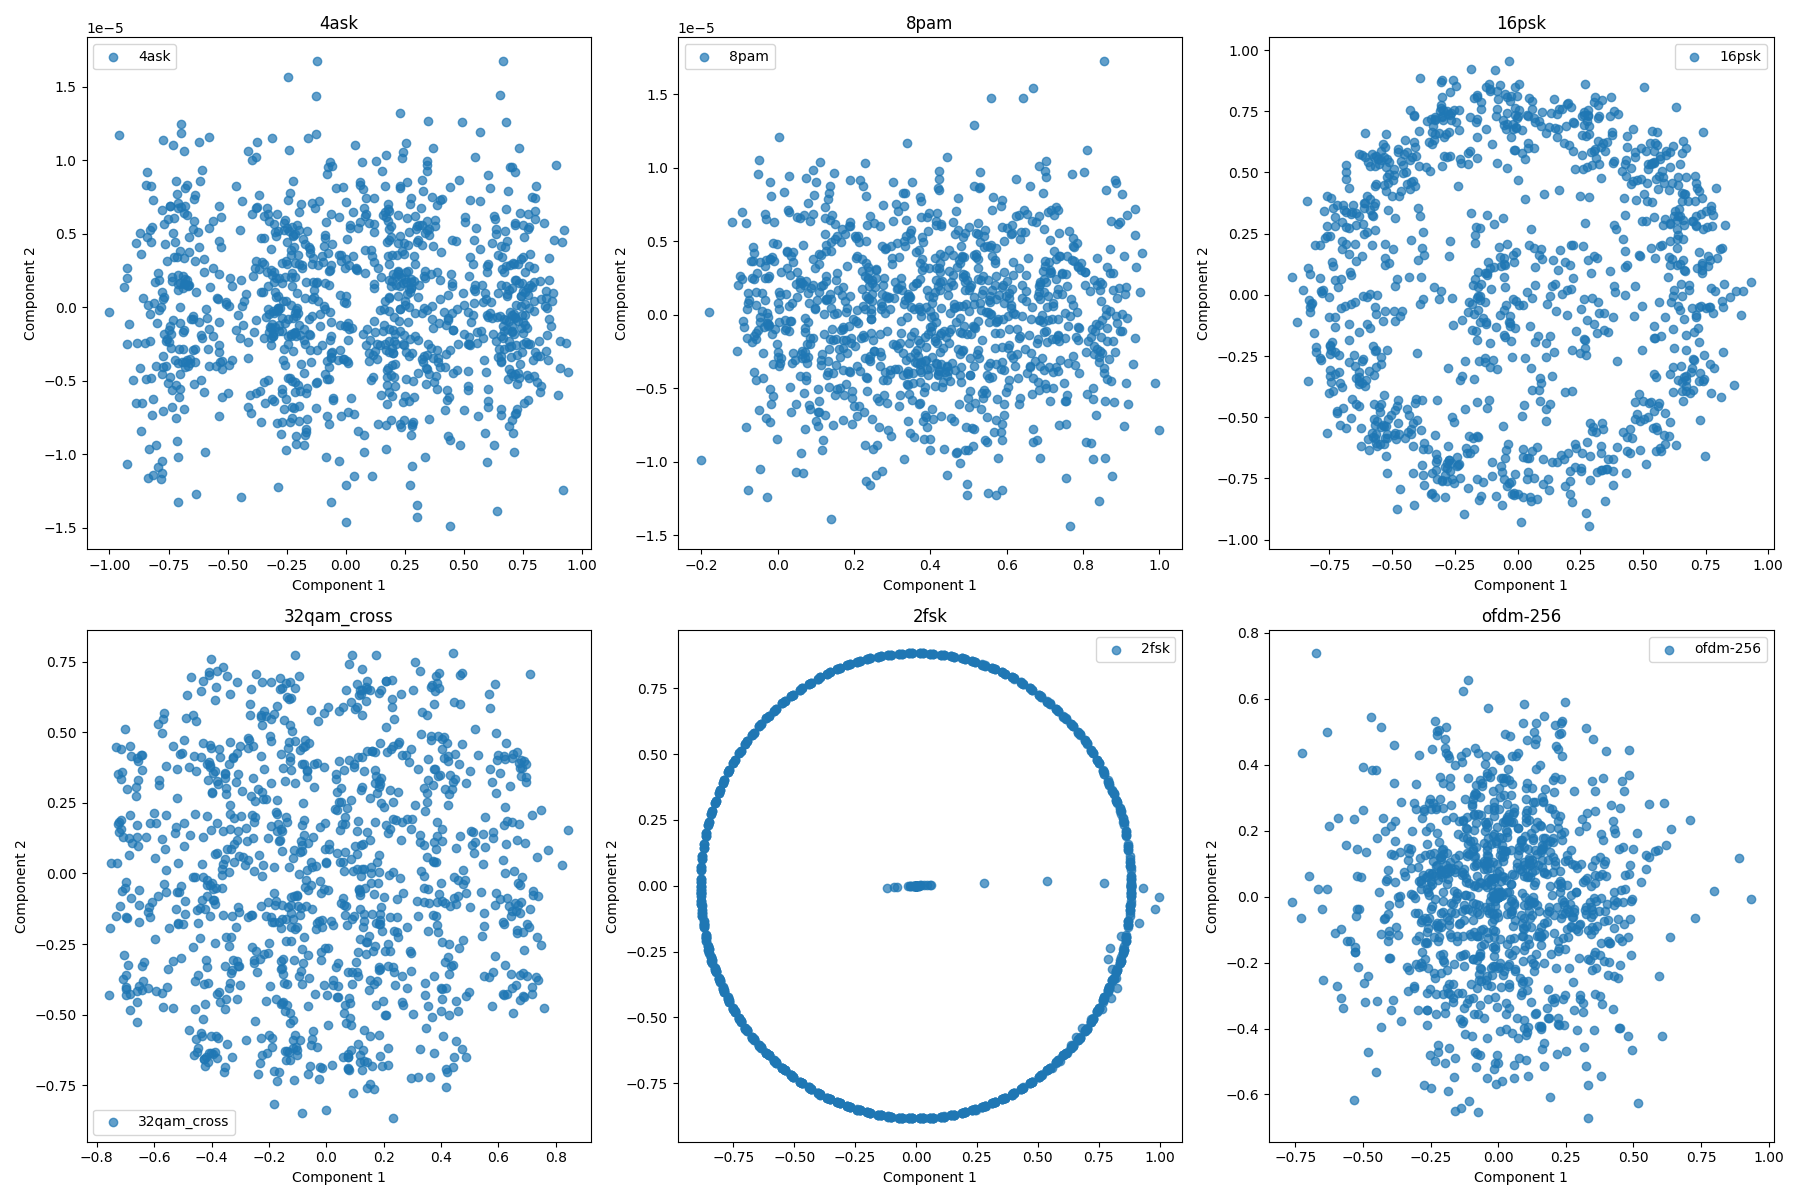 4ask
1e−5
4ask
Component 2
1.5
1.0
0.5
0.0
−0.5
−1.0
−1.5
−1.00 −0.75 −0.50 −0.25 0.00 0.25 0.50 0.75 1.00
Component 1
8pam
1e−5
8pam
Component 2
1.5
1.0
0.5
0.0
−0.5
−1.0
−1.5
−0.2 0.0 0.2 0.4 0.6 0.8 1.0
Component 1
16psk
16psk
Component 2
1.00
0.75
0.50
0.25
0.00
−0.25
−0.50
−0.75
−1.00
−0.75 −0.50 −0.25 0.00 0.25 0.50 0.75 1.00
Component 1
32qam_cross
Component 2
0.75
0.50
0.25
0.00
−0.25
−0.50
−0.75
32qam_cross
−0.8 −0.6 −0.4 −0.2 0.0 0.2 0.4 0.6 0.8
Component 1
2fsk
2fsk
Component 2
0.75
0.50
0.25
0.00
−0.25
−0.50
−0.75
−0.75 −0.50 −0.25 0.00 0.25 0.50 0.75 1.00
Component 1
ofdm-256
ofdm-256
Component 2
0.8
0.6
0.4
0.2
0.0
−0.2
−0.4
−0.6
−0.75 −0.50 −0.25 0.00 0.25 0.50 0.75 1.00
Component 1